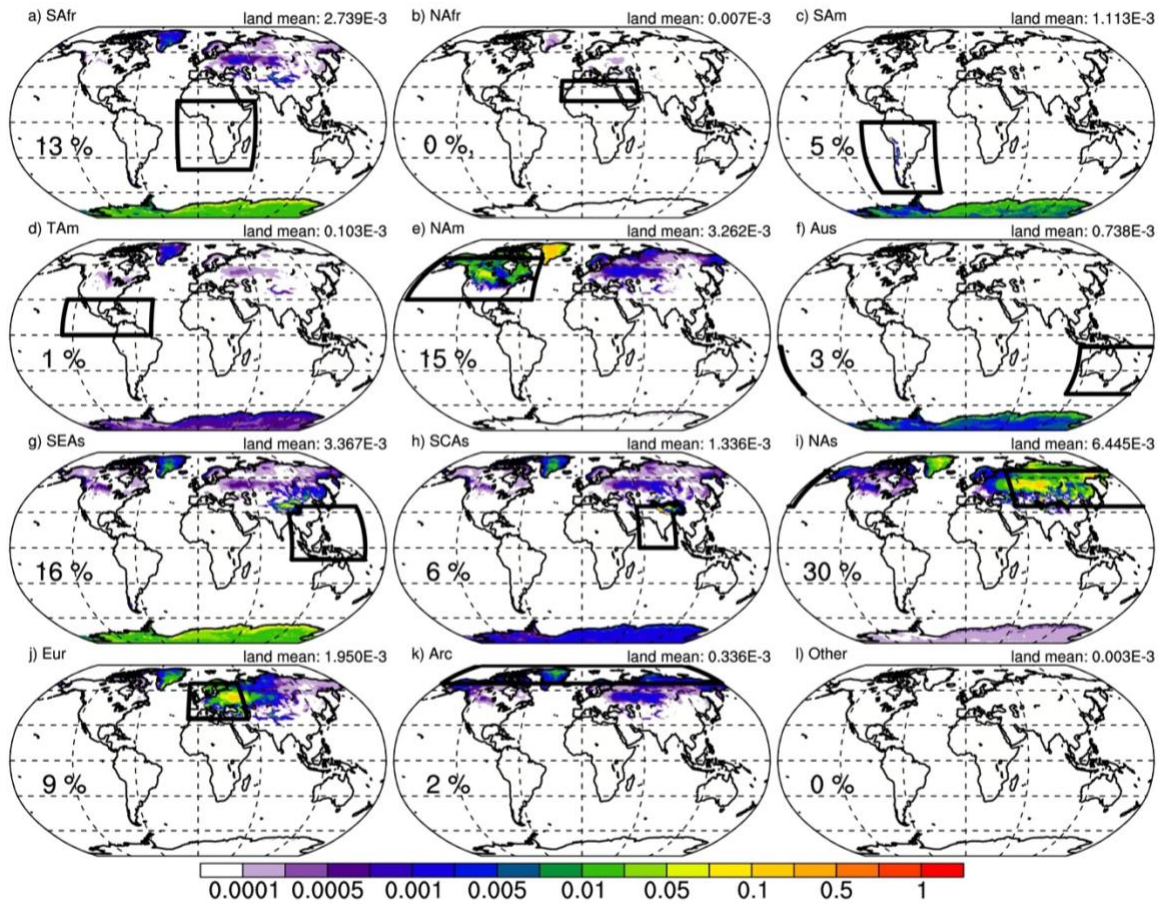 a) SAfr land mean: 2.739E-3
13 %
b) NAfr land mean: 0.007E-3
0 %,
c) SAm land mean: 1.113E-3
5 %
d) TAm land mean: 0.103E-3
1 %
e) NAm land mean: 3.262E-3
15 %
f) Aus land mean: 0.738E-3
3 %
g) SEAs land mean: 3.367E-3
16 %
h) SCAs land mean: 1.336E-3
6 %
i) NAs land mean: 6.445E-3
30 %
j) Eur land mean: 1.950E-3
9 %
k) Arc land mean: 0.336E-3
2 %
l) Other land mean: 0.003E-3
0 %
0.0001 0.0005 0.001 0.005 0.01 0.05 0.1 0.5 1